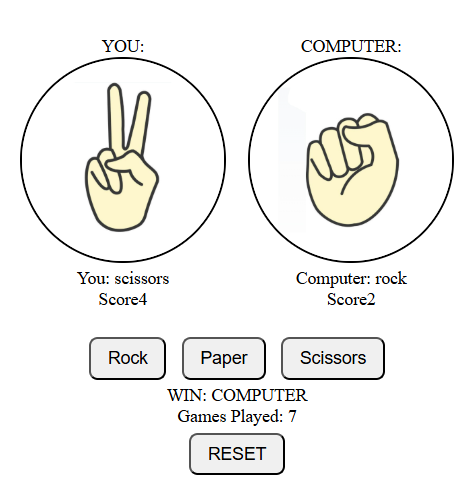 YOU:
COMPUTER:
You: scissors
Score4
Computer: rock
Score2
Rock
Paper
Scissors
WIN: COMPUTER
Games Played: 7
RESET